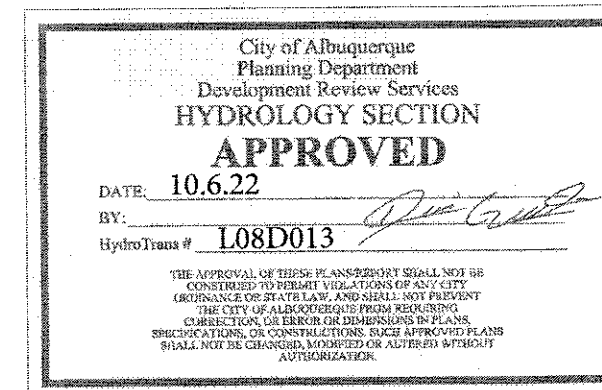 City of Albuquerque
Planning Department
Development Review Services
HYDROLOGY SECTION
APPROVED
DATE: 10.6.22
BY:
HydroTrans # L08D013
THE APPROVAL OF THESE PLANS/REPORT SHALL NOT BE
CONSTRUED TO PERMIT VIOLATIONS OF ANY CITY
ORDINANCE OR STATE LAW, AND SHALL NOT PREVENT
THE CITY OF ALBUQUERQUE FROM REQUIRING
CORRECTION, OR ERROR OR DIMENSIONS IN PLANS,
SPECIFICATIONS, OR CONSTRUCTIONS. SUCH APPROVED PLANS
SHALL NOT BE CHANGED, MODIFIED OR ALTERED WITHOUT
AUTHORIZATION.